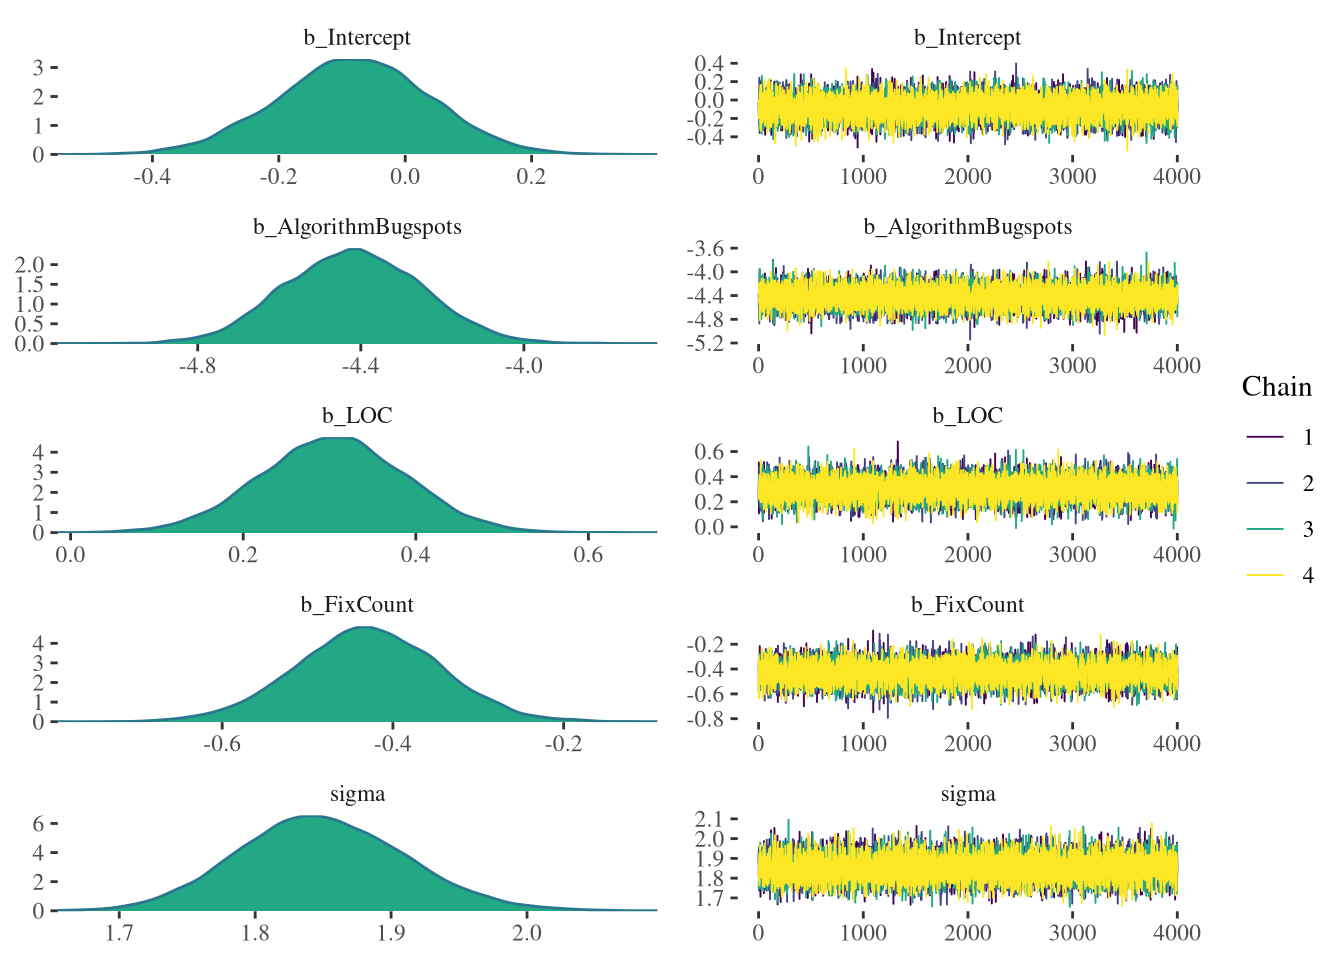 b_Intercept
3
2
1
0
-0.4 -0.2 0.0 0.2
b_Intercept
0.4
0.2
0.0
-0.2
-0.4
0 1000 2000 3000 4000
b_AlgorithmBugspots
2.0
1.5
1.0
0.5
0.0
-4.8 -4.4 -4.0
b_AlgorithmBugspots
-3.6
-4.0
-4.4
-4.8
-5.2
0 1000 2000 3000 4000
b_LOC
4
3
2
1
0
0.0 0.2 0.4 0.6
b_LOC
0.6
0.4
0.2
0.0
0 1000 2000 3000 4000
b_FixCount
4
3
2
1
0
-0.6 -0.4 -0.2
b_FixCount
-0.2
-0.4
-0.6
-0.8
0 1000 2000 3000 4000
sigma
6
4
2
0
1.7 1.8 1.9 2.0
sigma
2.1
2.0
1.9
1.8
1.7
0 1000 2000 3000 4000
Chain
1
2
3
4